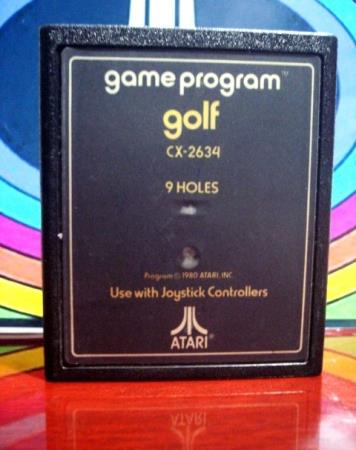 game program™
golf
CX-2634
9 HOLES
Program © 1980 ATARI, INC.
Use with Joystick Controllers
ATARI®